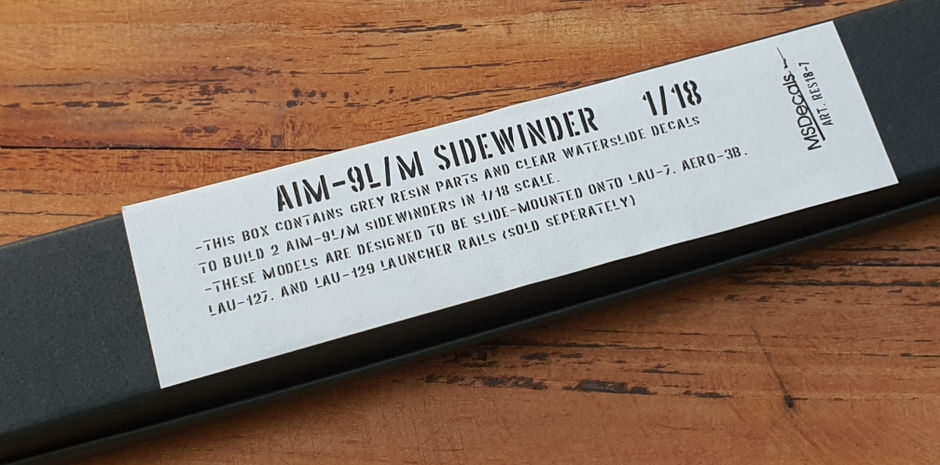 AIM-9L/M SIDEWINDER 1/18
-THIS BOX CONTAINS GREY RESIN PARTS AND CLEAR WATERSLIDE DECALS
TO BUILD 2 AIM-9L/M SIDEWINDERS IN 1/18 SCALE.
-THESE MODELS ARE DESIGNED TO BE SLIDE-MOUNTED ONTO LAU-7, AERO-3B,
LAU-127, AND LAU-129 LAUNCHER RAILS (SOLD SEPERATELY)
MSDecals
ART. RES18-7